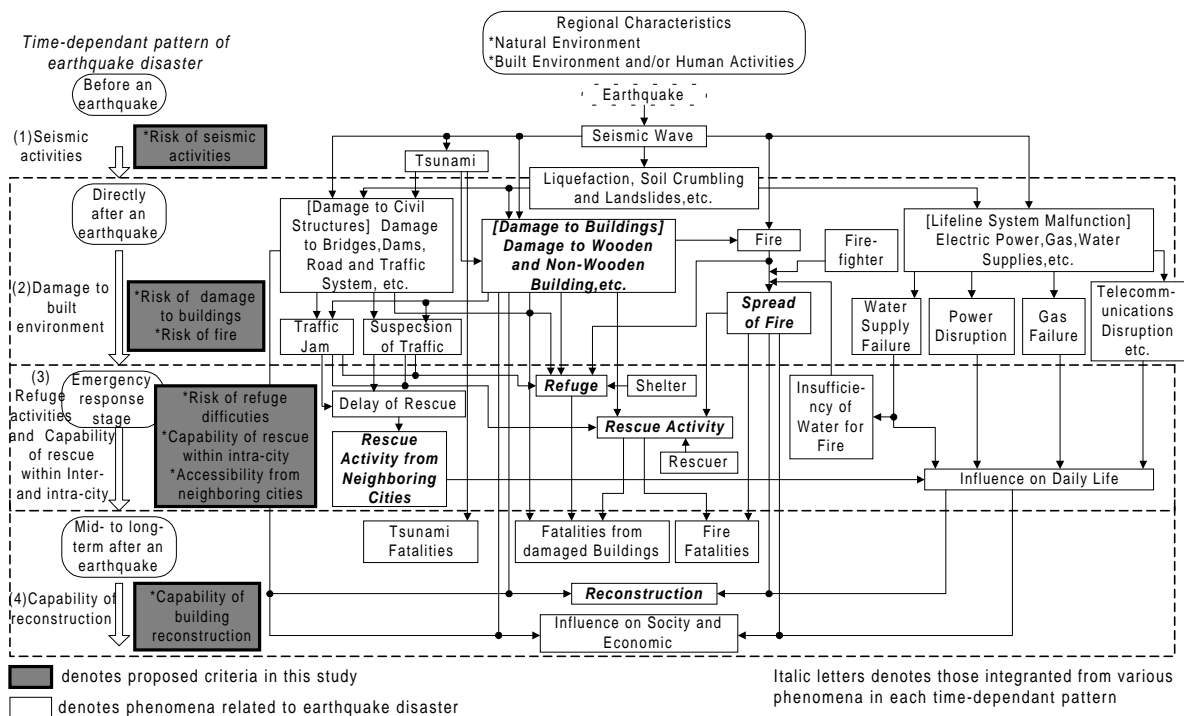 Time-dependant pattern of
earthquake disaster
Before an
earthquake
(1)Seismic
activities
*Risk of seismic
activities
Regional Characteristics
*Natural Environment
*Built Environment and/or Human Activities
Earthquake
Seismic Wave
Tsunami
Liquefaction, Soil Crumbling
and Landslides,etc.
Directly
after an
earthquake
[Damage to Civil
Structures] Damage
to Bridges,Dams,
Road and Traffic
System, etc.
[Damage to Buildings]
Damage to Wooden
and Non-Wooden
Building,etc.
Fire
Fire-
fighter
[Lifeline System Malfunction]
Electric Power,Gas,Water
Supplies,etc.
(2)Damage to
built
environment
*Risk of damage
to buildings
*Risk of fire
Traffic
Jam
Suspecsion
of Traffic
Spread
of Fire
Water
Supply
Failure
Power
Disruption
Gas
Failure
Telecomm-
unications
Disruption
etc.
(3)
Refuge
activities
and Capability
of rescue
within Inter-
and intra-city
Emergency
response
stage
*Risk of refuge
difficuties
*Capability of rescue
within intra-city
*Accessibility from
neighboring cities
Delay of Rescue
Refuge
Shelter
Rescue Activity
Rescuer
Insufficie-
ncy of
Water for
Fire
Rescue
Activity from
Neighboring
Cities
Influence on Daily Life
Mid- to long-
term after an
earthquake
Tsunami
Fatalities
Fatalities from
damaged Buildings
Fire
Fatalities
(4)Capability of
reconstruction
*Capability of
building
reconstruction
Reconstruction
Influence on Socity and
Economic
denotes proposed criteria in this study
denotes phenomena related to earthquake disaster
Italic letters denotes those integranted from various
phenomena in each time-dependant pattern